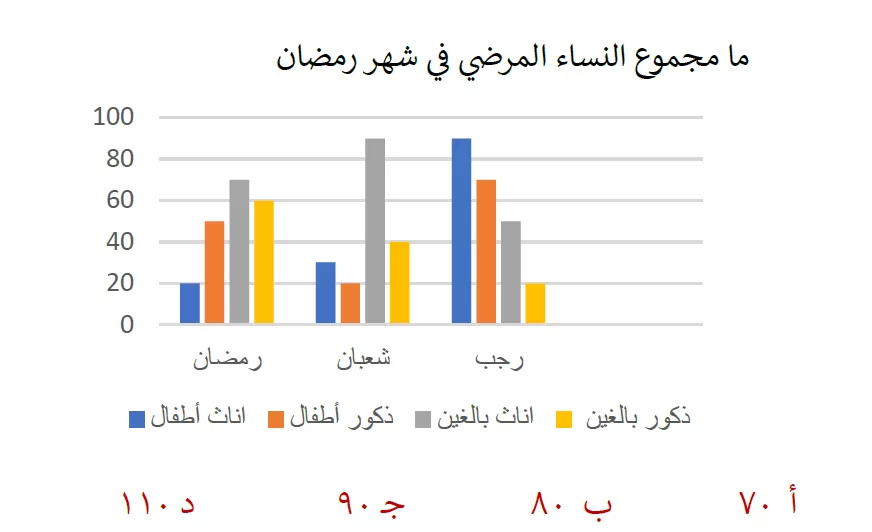 ما مجموع النساء المرضي في شهر رمضان
100
80
60
40
20
0
رمضان شعبان رجب
اناث أطفال ذكور أطفال اناث بالغين ذكور بالغين
أ ٧٠ ب ٨٠ جـ ٩٠ د ١١٠